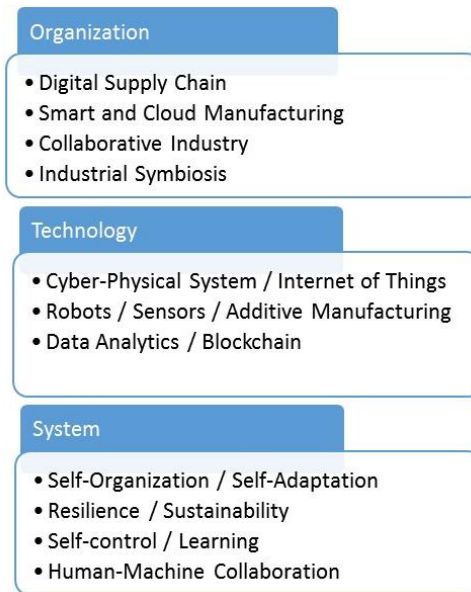 Organization
• Digital Supply Chain
• Smart and Cloud Manufacturing
• Collaborative Industry
• Industrial Symbiosis
Technology
• Cyber-Physical System / Internet of Things
• Robots / Sensors / Additive Manufacturing
• Data Analytics / Blockchain
System
• Self-Organization / Self-Adaptation
• Resilience / Sustainability
• Self-control / Learning
• Human-Machine Collaboration